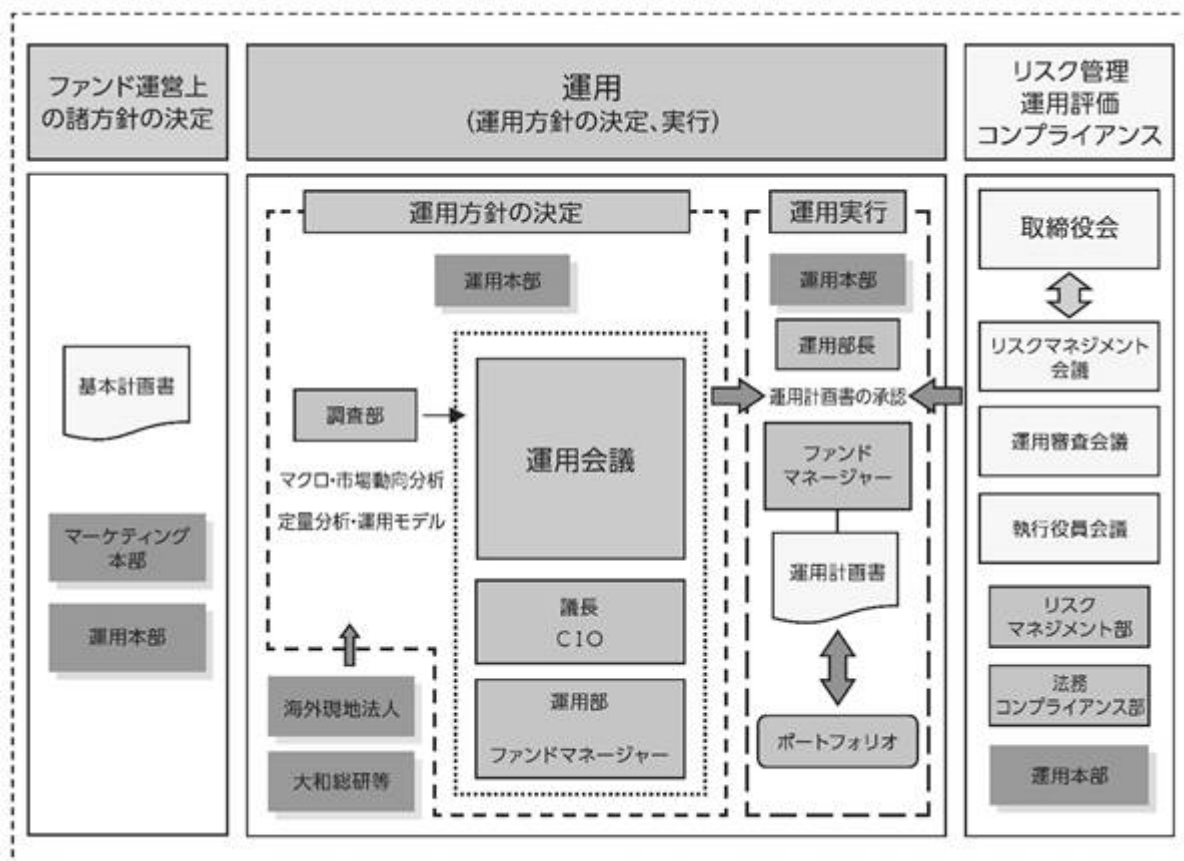 ファンド運営上
の諸方針の決定
運用
(運用方針の決定、実行)
リスク管理
運用評価
コンプライアンス
基本計画書
マーケティング
本部
運用本部
運用方針の決定
運用本部
調査部
マクロ・市場動向分析
定量分析・運用モデル
海外現地法人
大和総研等
運用会議
議長
CIO
運用部
ファンドマネージャー
運用実行
運用本部
運用部長
運用計画書の承認
ファンド
マネージャー
運用計画書
ポートフォリオ
取締役会
リスクマネジメント
会議
運用審査会議
執行役員会議
リスク
マネジメント部
法務
コンプライアンス部
運用本部